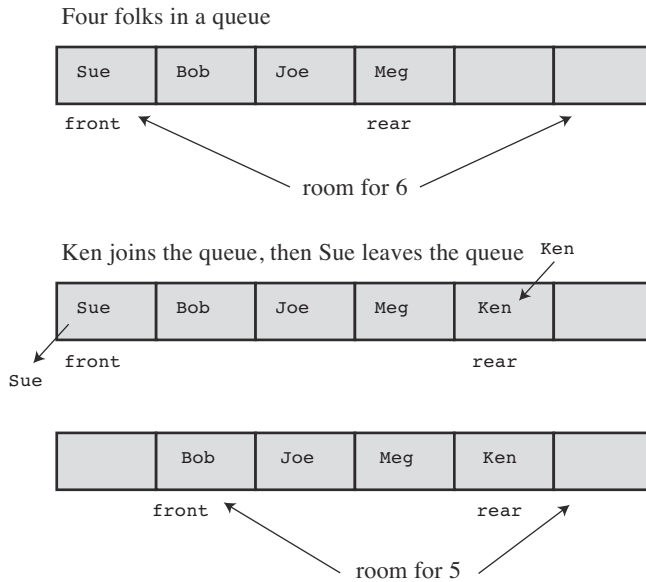 Four folks in a queue
Sue Bob Joe Meg
front rear
room for 6
Ken joins the queue, then Sue leaves the queue Ken
Sue Bob Joe Meg Ken
front rear
Sue
Bob Joe Meg Ken
front rear
room for 5